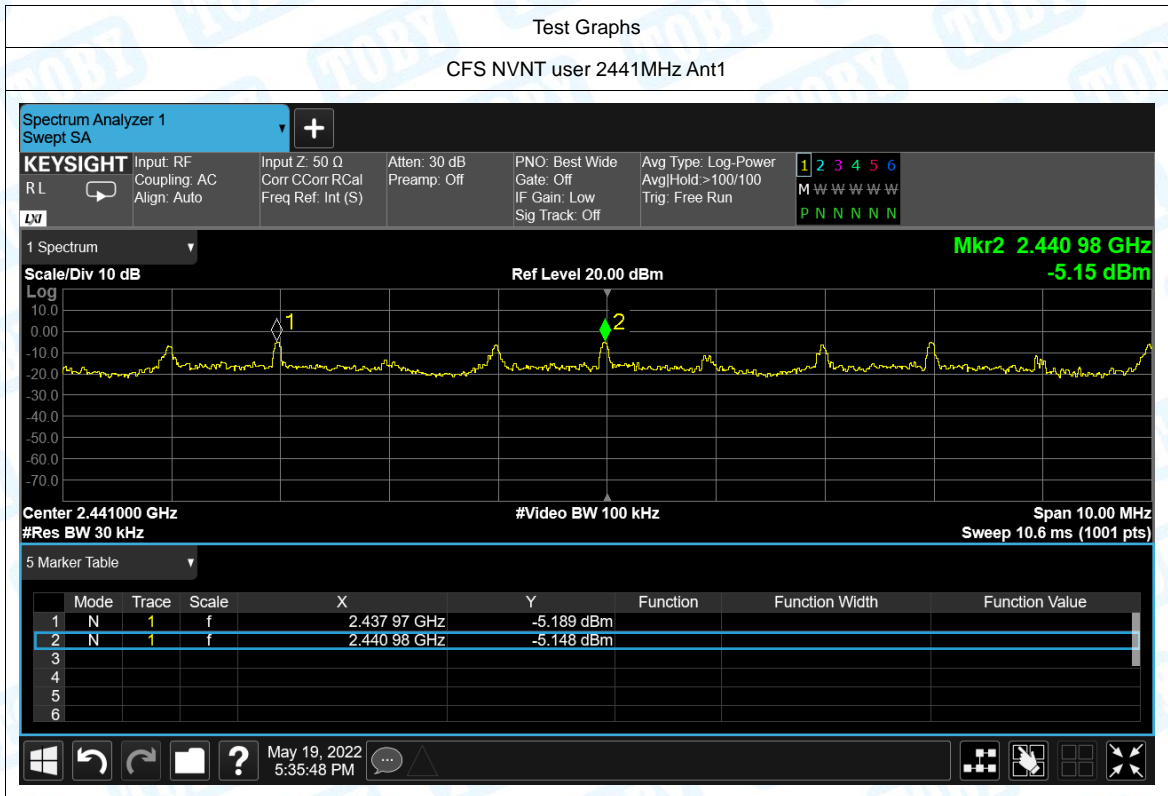 Test Graphs
CFS NVNT user 2441MHz Ant1
Spectrum Analyzer 1
Swept SA
+
KEYSIGHT
RL
LXI
Input: RF
Coupling: AC
Align: Auto
Input Z: 50 Ω
Corr CCorr RCal
Freq Ref: Int (S)
Atten: 30 dB
Preamp: Off
PNO: Best Wide
Gate: Off
IF Gain: Low
Sig Track: Off
Avg Type: Log-Power
Avg|Hold:>100/100
Trig: Free Run
1 2 3 4 5 6
M W W W W W
P N N N N N
1 Spectrum
Mkr2 2.440 98 GHz
Scale/Div 10 dB Ref Level 20.00 dBm -5.15 dBm
Log
10.0
0.00
-10.0
-20.0
-30.0
-40.0
-50.0
-60.0
-70.0
1
2
Center 2.441000 GHz #Video BW 100 kHz Span 10.00 MHz
#Res BW 30 kHz Sweep 10.6 ms (1001 pts)
5 Marker Table
Mode Trace Scale X Y Function Function Width Function Value
1 N 1 f 2.437 97 GHz -5.189 dBm
2 N 1 f 2.440 98 GHz -5.148 dBm
3
4
5
6
?
May 19, 2022
5:35:48 PM
TOBY